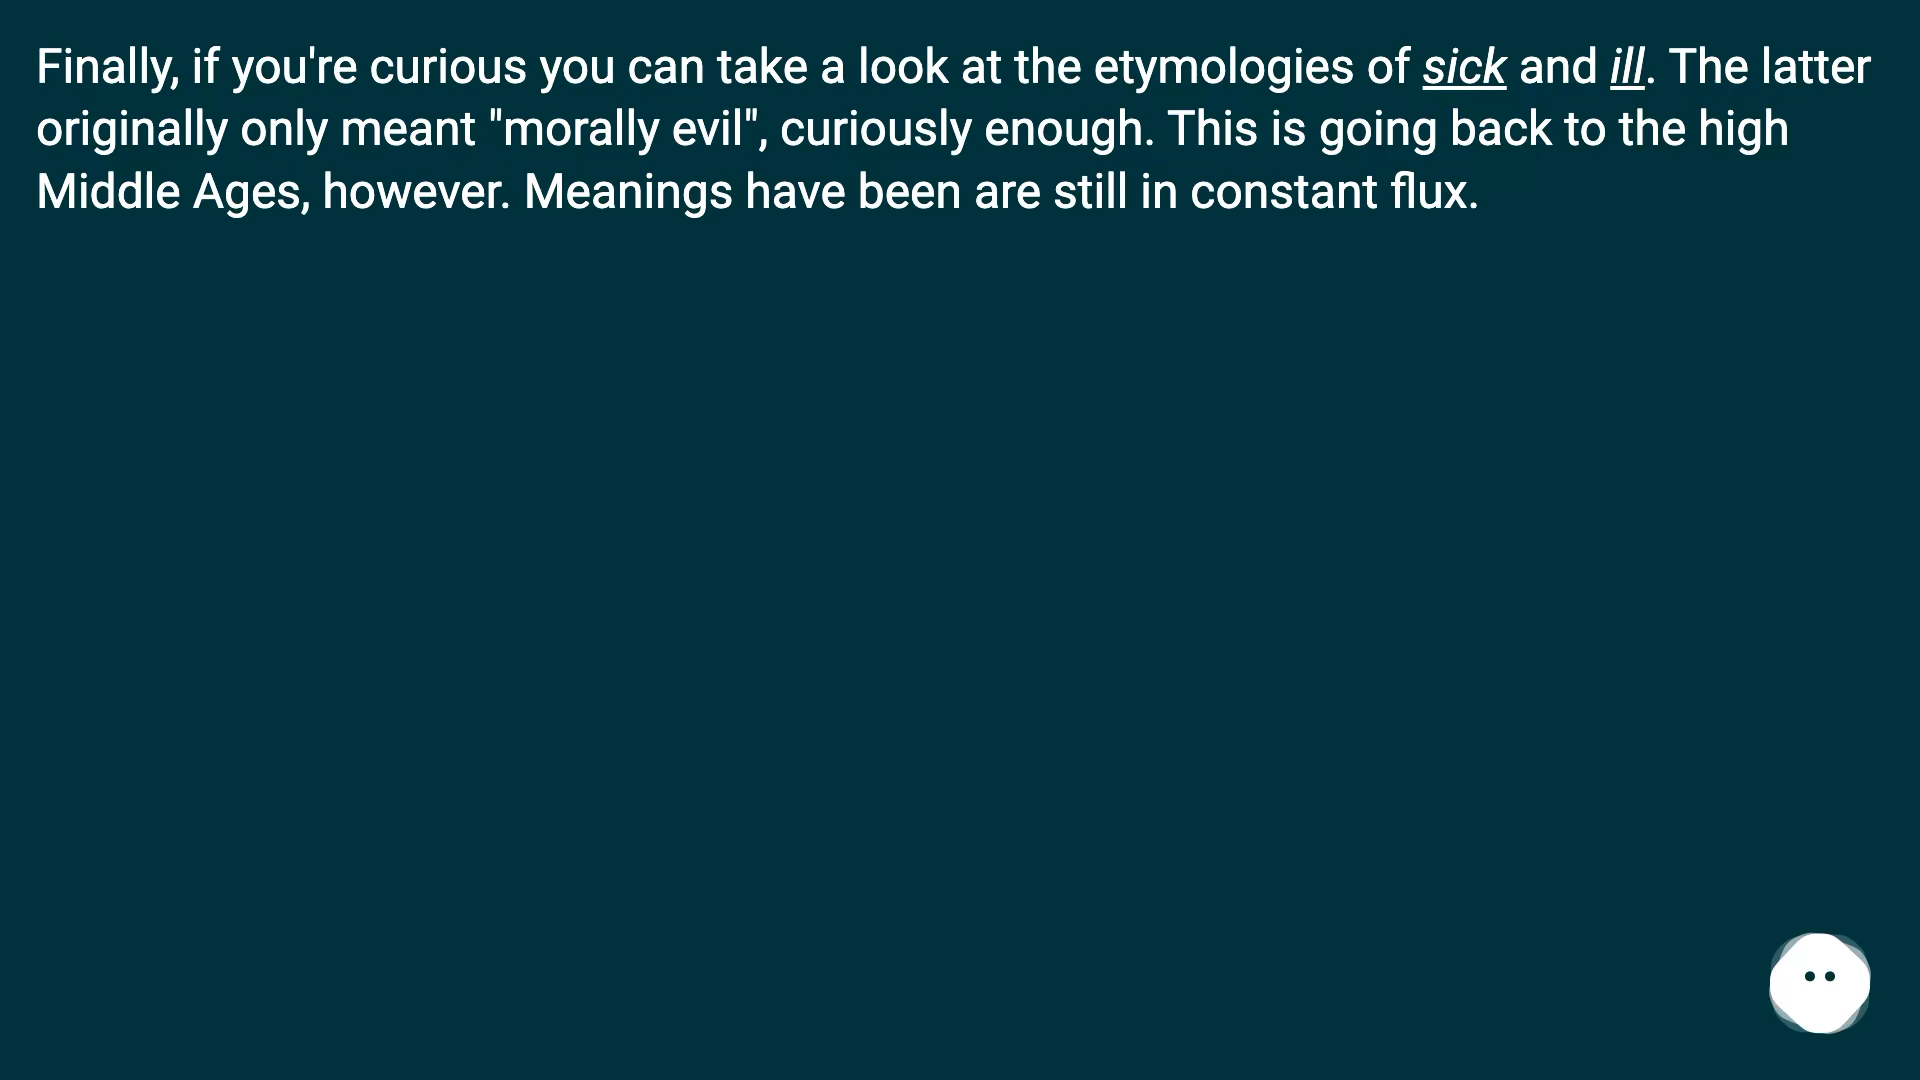 Finally, if you're curious you can take a look at the etymologies of sick and ill. The latter
originally only meant "morally evil", curiously enough. This is going back to the high
Middle Ages, however. Meanings have been are still in constant flux.